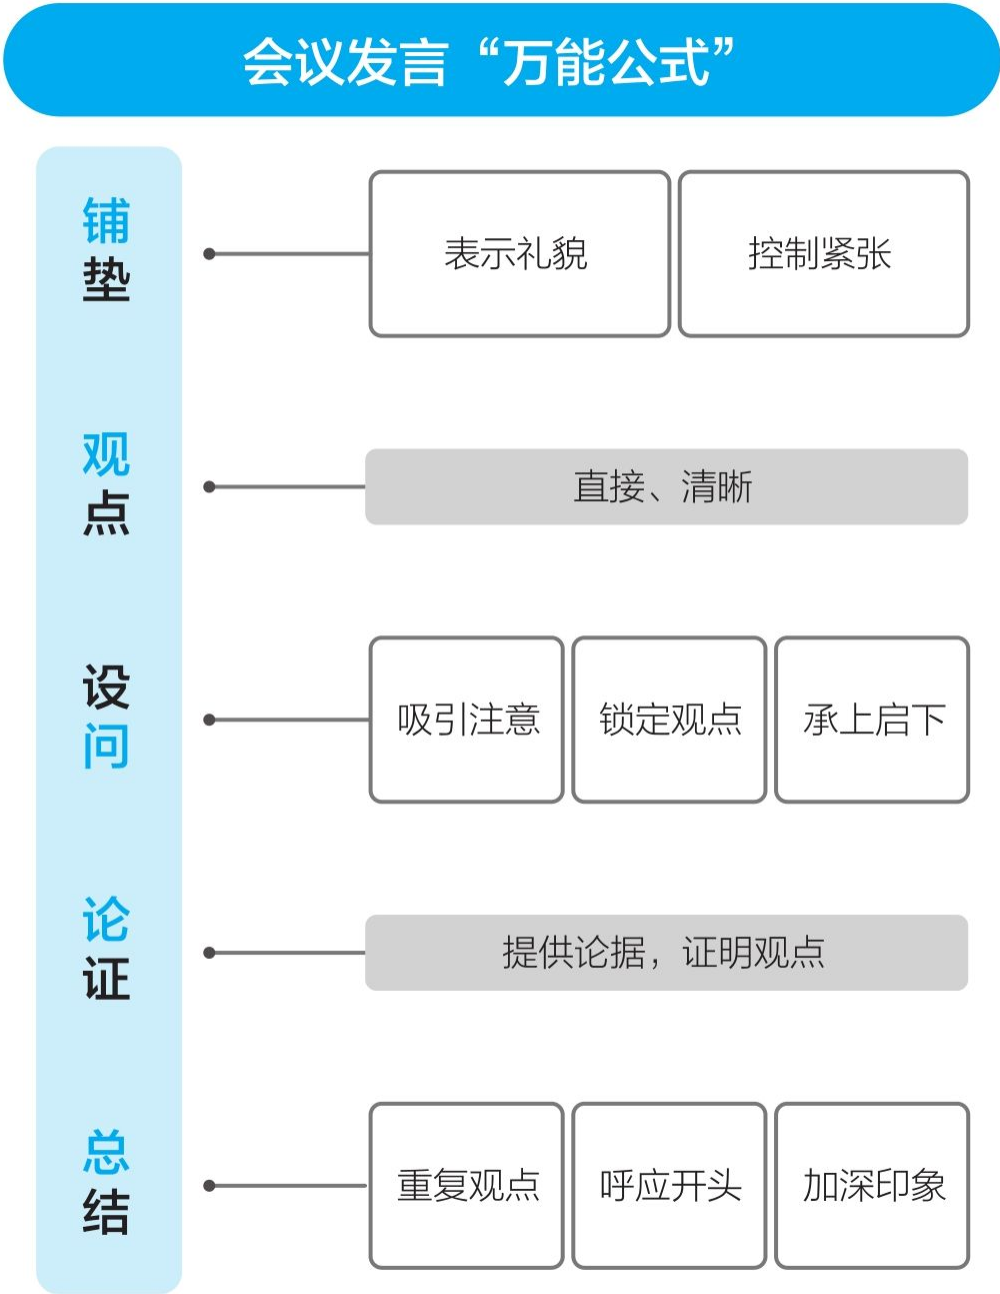 会议发言“万能公式”
铺垫
表示礼貌
控制紧张
观点
直接、清晰
设问
吸引注意
锁定观点
承上启下
论证
提供论据，证明观点
总结
重复观点
呼应开头
加深印象